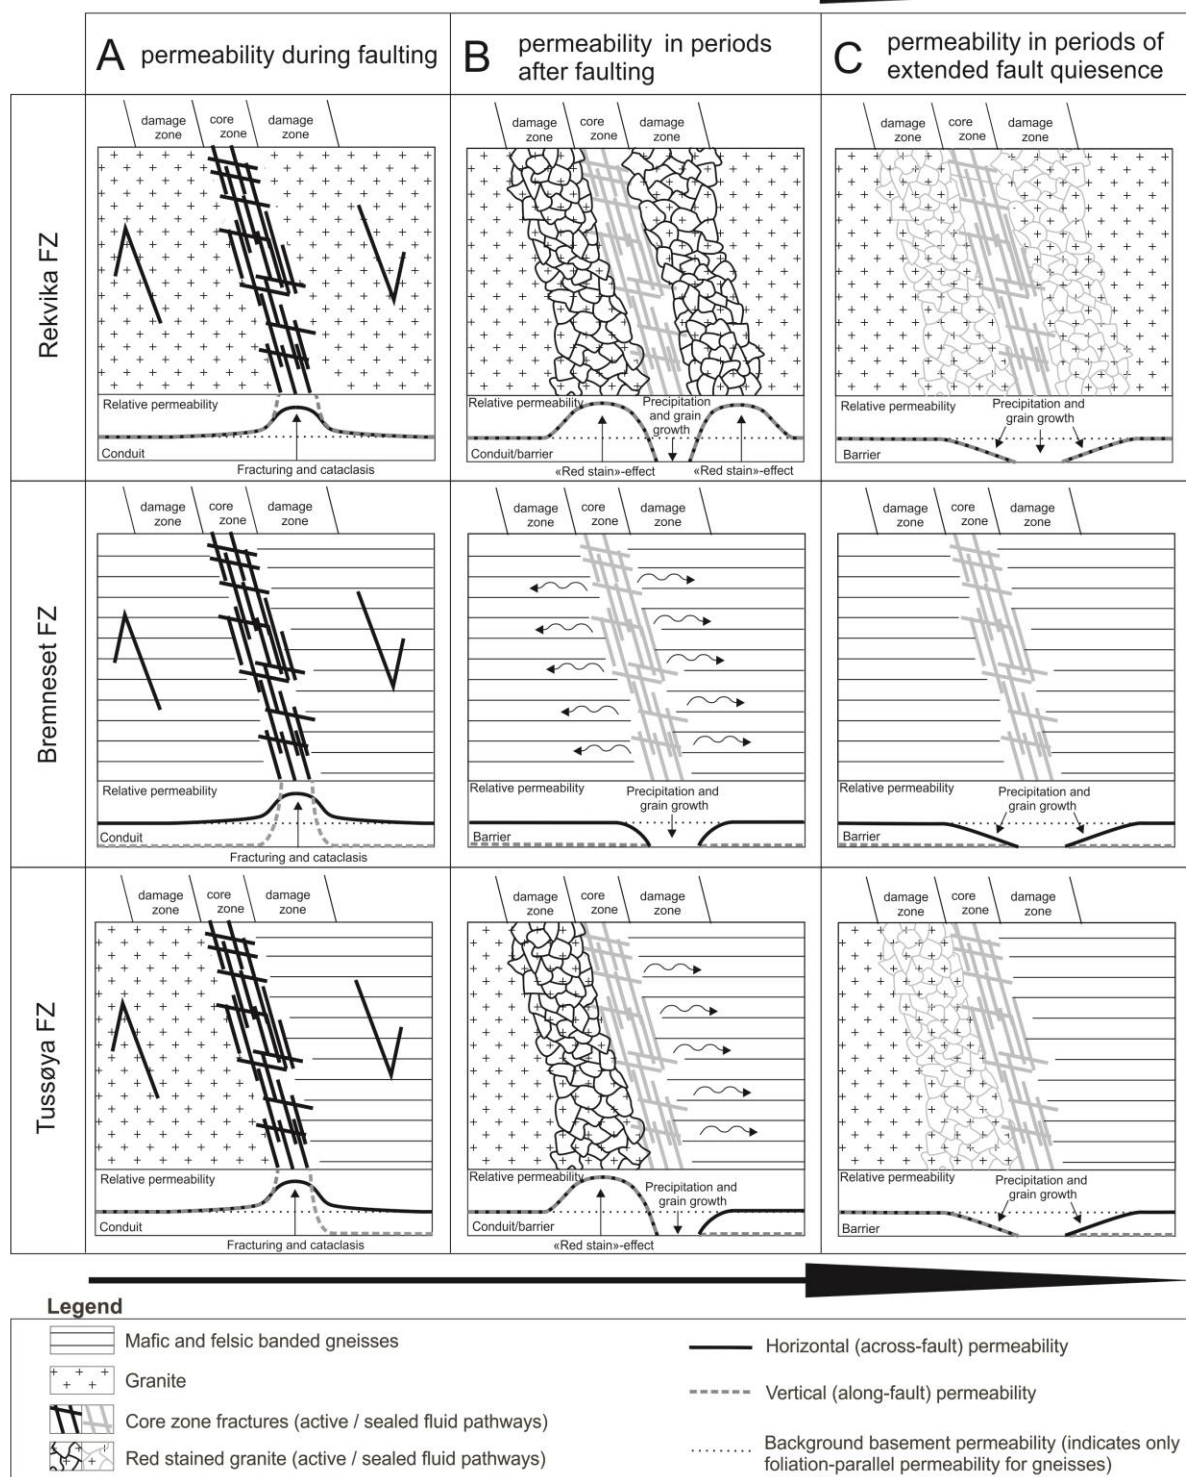 A permeability during faulting
B permeability in periods
after faulting
C permeability in periods of
extended fault quiesence
Rekvika FZ
damage
zone
core
zone
damage
zone
Relative permeability
Conduit
Fracturing and cataclasis
damage
zone
core
zone
damage
zone
Relative permeability
Precipitation
and grain
growth
Conduit/barrier
«Red stain»-effect
«Red stain»-effect
damage
zone
core
zone
damage
zone
Relative permeability
Precipitation and
grain growth
Barrier
Bremneset FZ
damage
zone
core
zone
damage
zone
Relative permeability
Conduit
Fracturing and cataclasis
damage
zone
core
zone
damage
zone
Relative permeability
Precipitation and
grain growth
Barrier
damage
zone
core
zone
damage
zone
Relative permeability
Precipitation and
grain growth
Barrier
Tussøya FZ
damage
zone
core
zone
damage
zone
Relative permeability
Conduit
Fracturing and cataclasis
damage
zone
core
zone
damage
zone
Relative permeability
Precipitation and
grain growth
Conduit/barrier
«Red stain»-effect
damage
zone
core
zone
damage
zone
Relative permeability
Precipitation and
grain growth
Barrier
Legend
Mafic and felsic banded gneisses
Granite
Core zone fractures (active / sealed fluid pathways)
Red stained granite (active / sealed fluid pathways)
Horizontal (across-fault) permeability
Vertical (along-fault) permeability
Background basement permeability (indicates only
foliation-parallel permeability for gneisses)